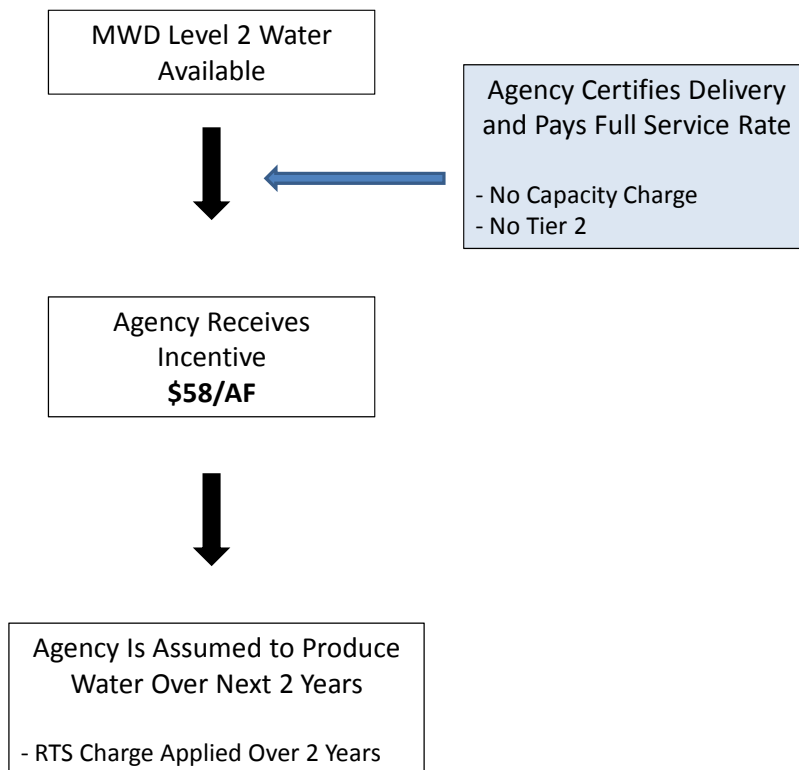 MWD Level 2 Water
Available
Agency Certifies Delivery
and Pays Full Service Rate
- No Capacity Charge
- No Tier 2
Agency Receives
Incentive
$58/AF
Agency Is Assumed to Produce
Water Over Next 2 Years
- RTS Charge Applied Over 2 Years